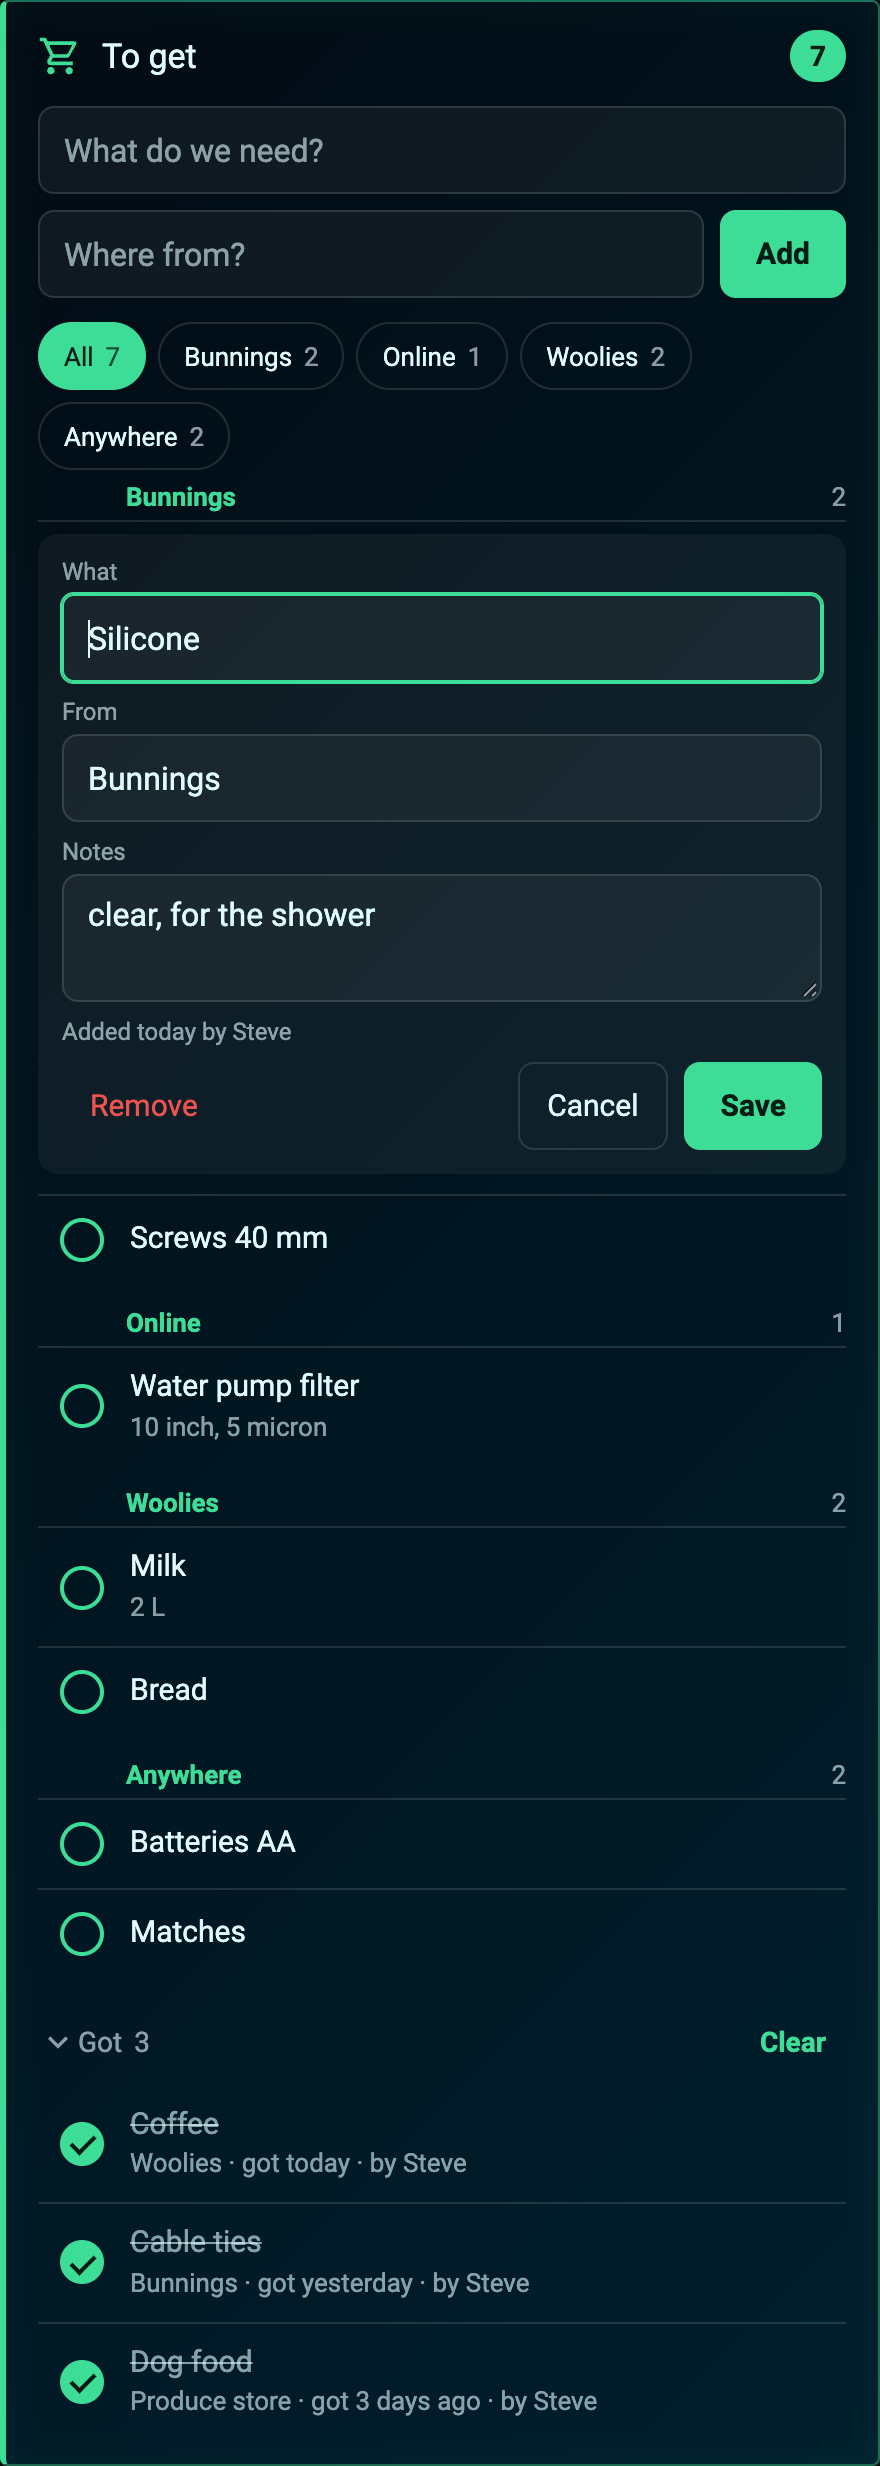 To get
7
What do we need?
Where from?
Add
All 7
Bunnings 2
Online 1
Woolies 2
Anywhere 2
Bunnings 2
What
Silicone
From
Bunnings
Notes
clear, for the shower
Added today by Steve
Remove
Cancel
Save
Screws 40 mm
Online 1
Water pump filter
10 inch, 5 micron
Woolies 2
Milk
2 L
Bread
Anywhere 2
Batteries AA
Matches
Got 3
Clear
Coffee
Woolies · got today · by Steve
Cable ties
Bunnings · got yesterday · by Steve
Dog food
Produce store · got 3 days ago · by Steve